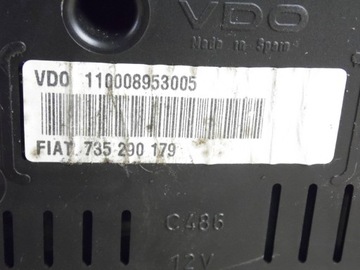 VDO
Made in Spain
VDO 110008953005
FIAT 735 290 179
C486
12V